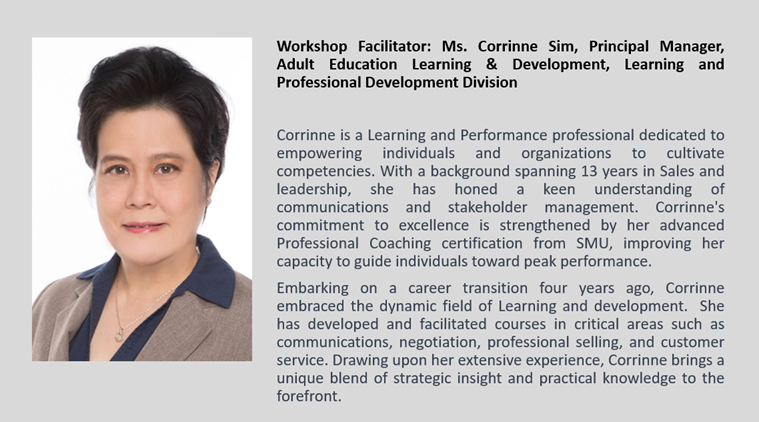 Workshop Facilitator: Ms. Corrinne Sim, Principal Manager,
Adult Education Learning & Development, Learning and
Professional Development Division
Corrinne is a Learning and Performance professional dedicated to
empowering individuals and organizations to cultivate
competencies. With a background spanning 13 years in Sales and
leadership, she has honed a keen understanding of
communications and stakeholder management. Corrinne's
commitment to excellence is strengthened by her advanced
Professional Coaching certification from SMU, improving her
capacity to guide individuals toward peak performance.
Embarking on a career transition four years ago, Corrinne
embraced the dynamic field of Learning and development. She
has developed and facilitated courses in critical areas such as
communications, negotiation, professional selling, and customer
service. Drawing upon her extensive experience, Corrinne brings a
unique blend of strategic insight and practical knowledge to the
forefront.